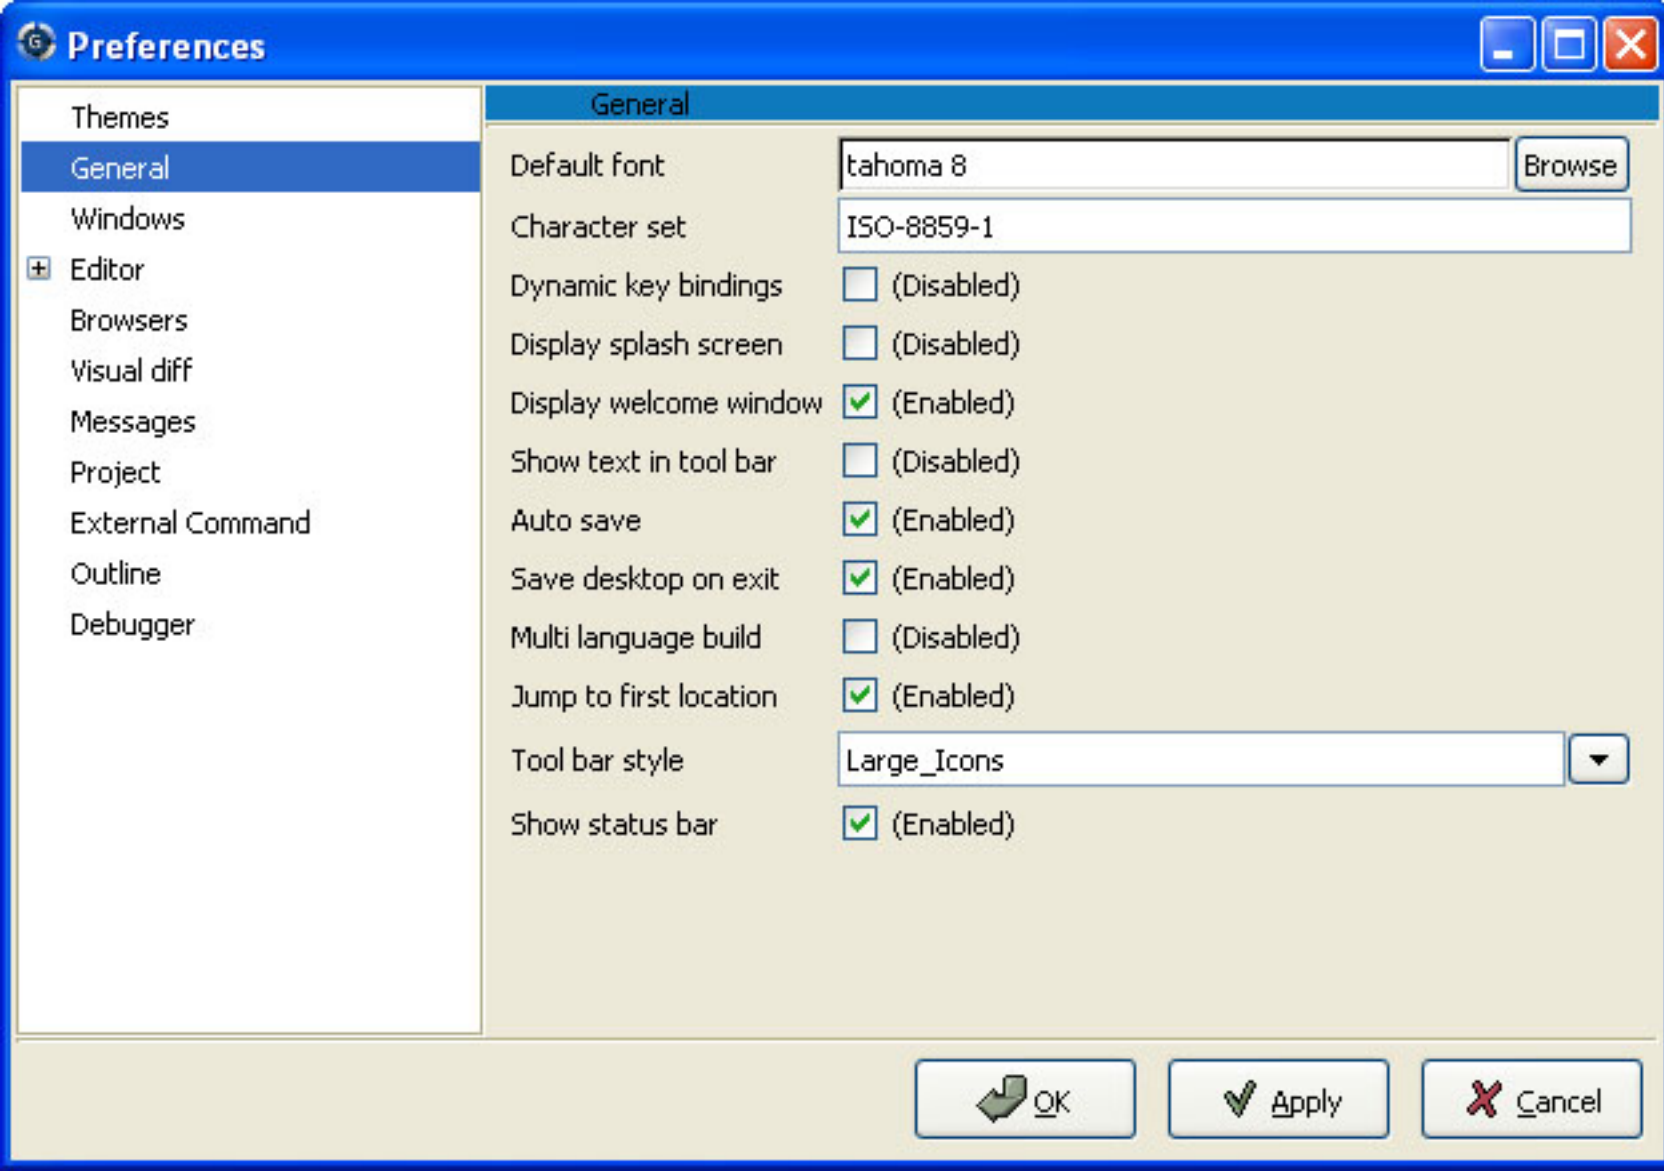 Preferences
Themes
General
Windows
Editor
Browsers
Visual diff
Messages
Project
External Command
Outline
Debugger
General
Default font tahoma 8 Browse
Character set ISO-8859-1
Dynamic key bindings (Disabled)
Display splash screen (Disabled)
Display welcome window (Enabled)
Show text in tool bar (Disabled)
Auto save (Enabled)
Save desktop on exit (Enabled)
Multi language build (Disabled)
Jump to first location (Enabled)
Tool bar style Large_Icons
Show status bar (Enabled)
OK Apply Cancel